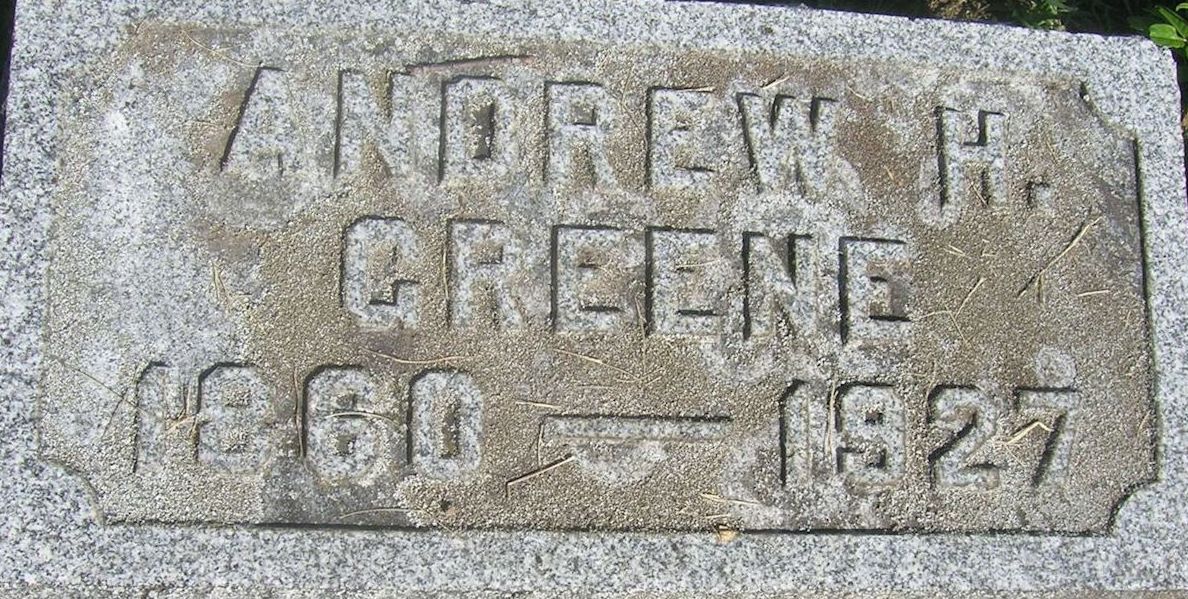 ANDREW H.
GREENE
1860 — 1927